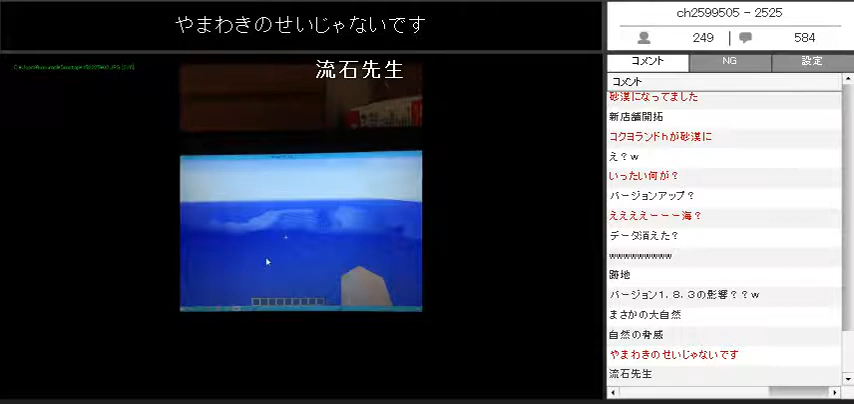 やまわきのせいじゃないです
流石先生
ch2599505 - 2525
249 | 584
コメント NG 設定
コメント
砂漠になってました
新店舗開拓
コクヨランドhが砂漠に
え？w
いったい何が？
バージョンアップ？
えええええーーー海？
データ消えた？
wwwwwwwww
跡地
バージョン1.8.3の影響？？w
まさかの大自然
自然の脅威
やまわきのせいじゃないです
流石先生